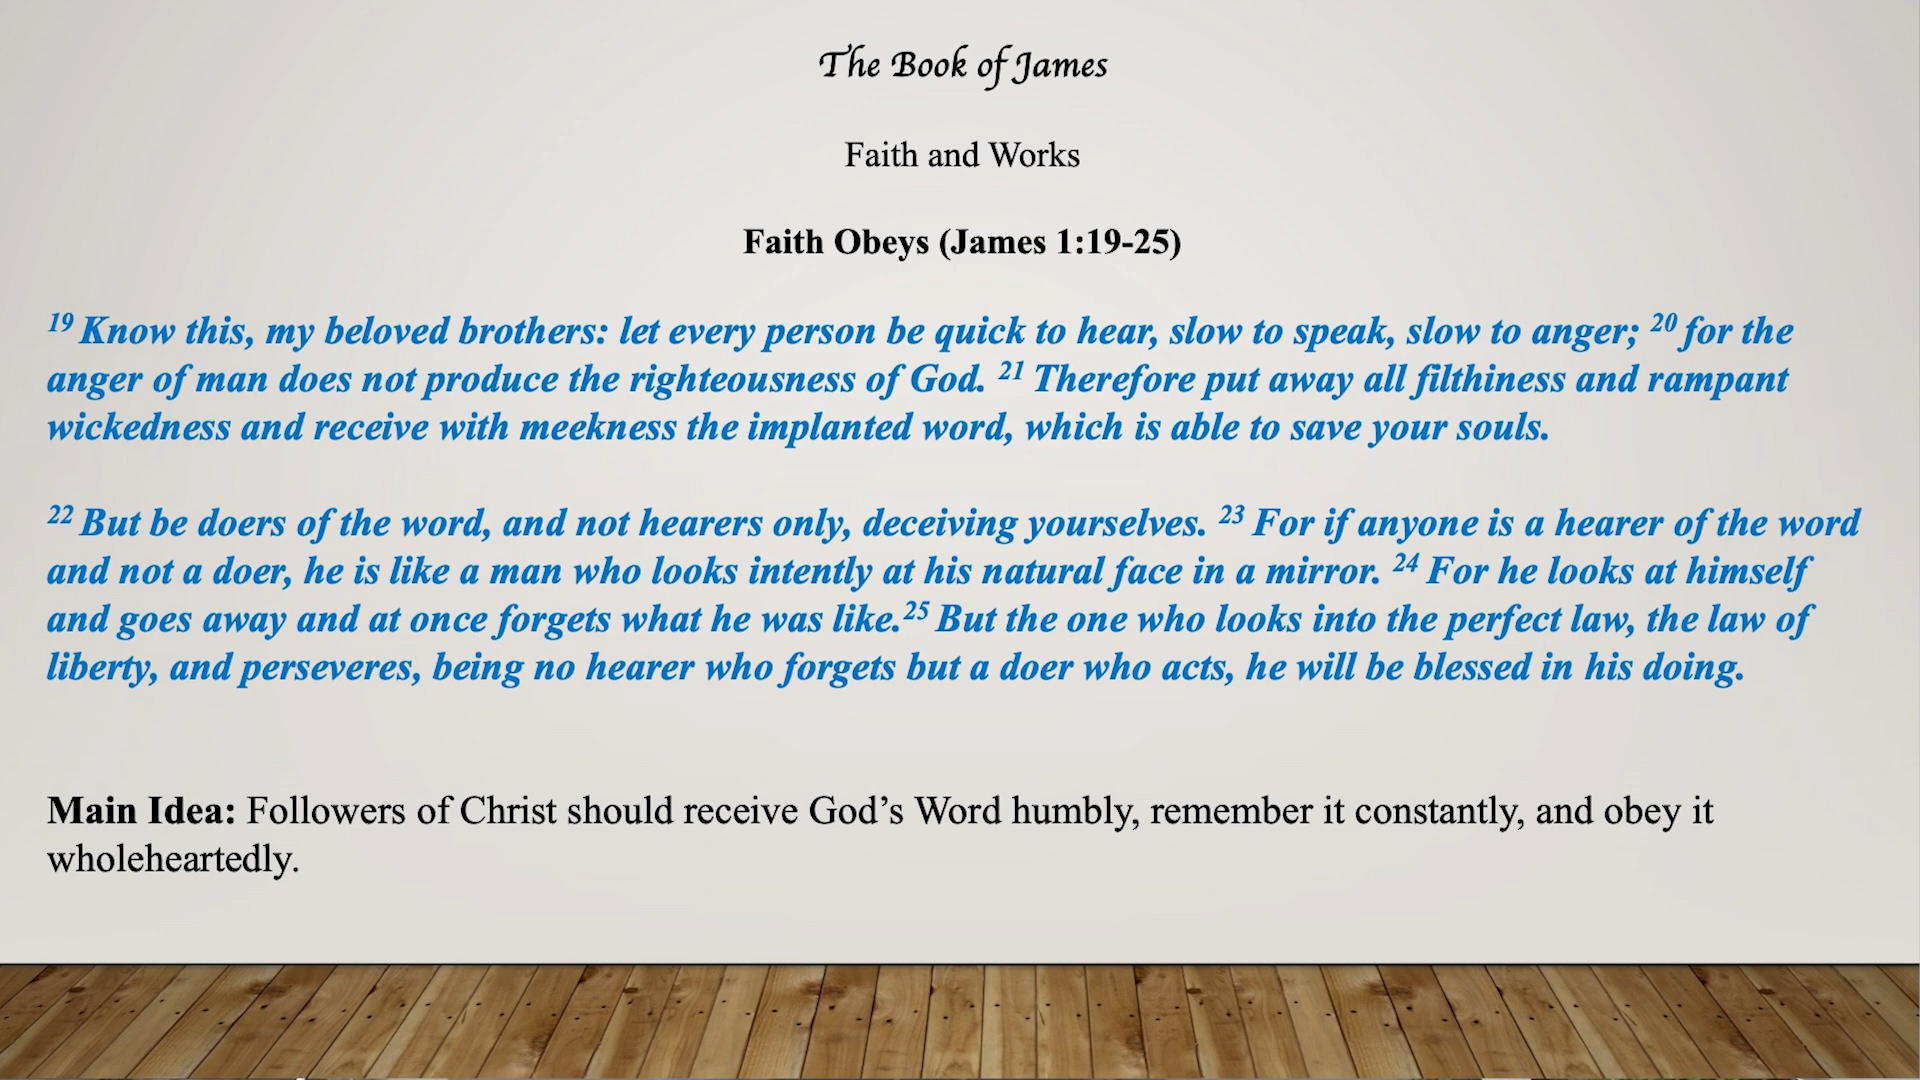 The Book of James
Faith and Works
Faith Obeys (James 1:19-25)
19 Know this, my beloved brothers: let every person be quick to hear, slow to speak, slow to anger; 20 for the
anger of man does not produce the righteousness of God. 21 Therefore put away all filthiness and rampant
wickedness and receive with meekness the implanted word, which is able to save your souls.
22 But be doers of the word, and not hearers only, deceiving yourselves. 23 For if anyone is a hearer of the word
and not a doer, he is like a man who looks intently at his natural face in a mirror. 24 For he looks at himself
and goes away and at once forgets what he was like.25 But the one who looks into the perfect law, the law of
liberty, and perseveres, being no hearer who forgets but a doer who acts, he will be blessed in his doing.
Main Idea: Followers of Christ should receive God’s Word humbly, remember it constantly, and obey it
wholeheartedly.